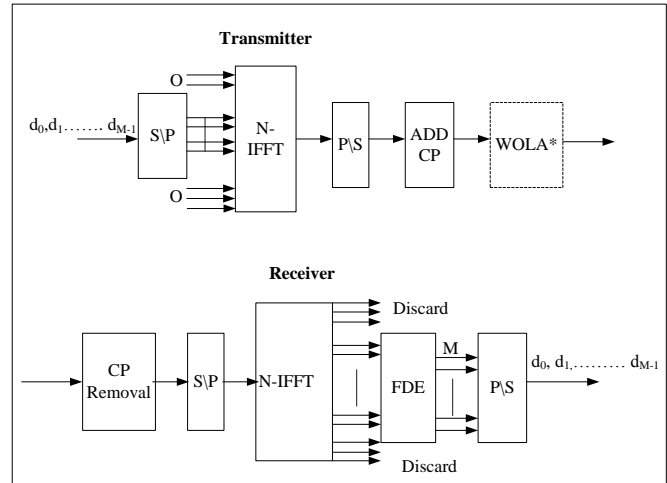 Transmitter
O
d0,d1....... dM-1
S\P
N-
IFFT
P\S
ADD
CP
WOLA*
O
Receiver
Discard
CP
Removal
S\P
N-IFFT
FDE
M
P\S
d0, d1,......... dM-1
Discard